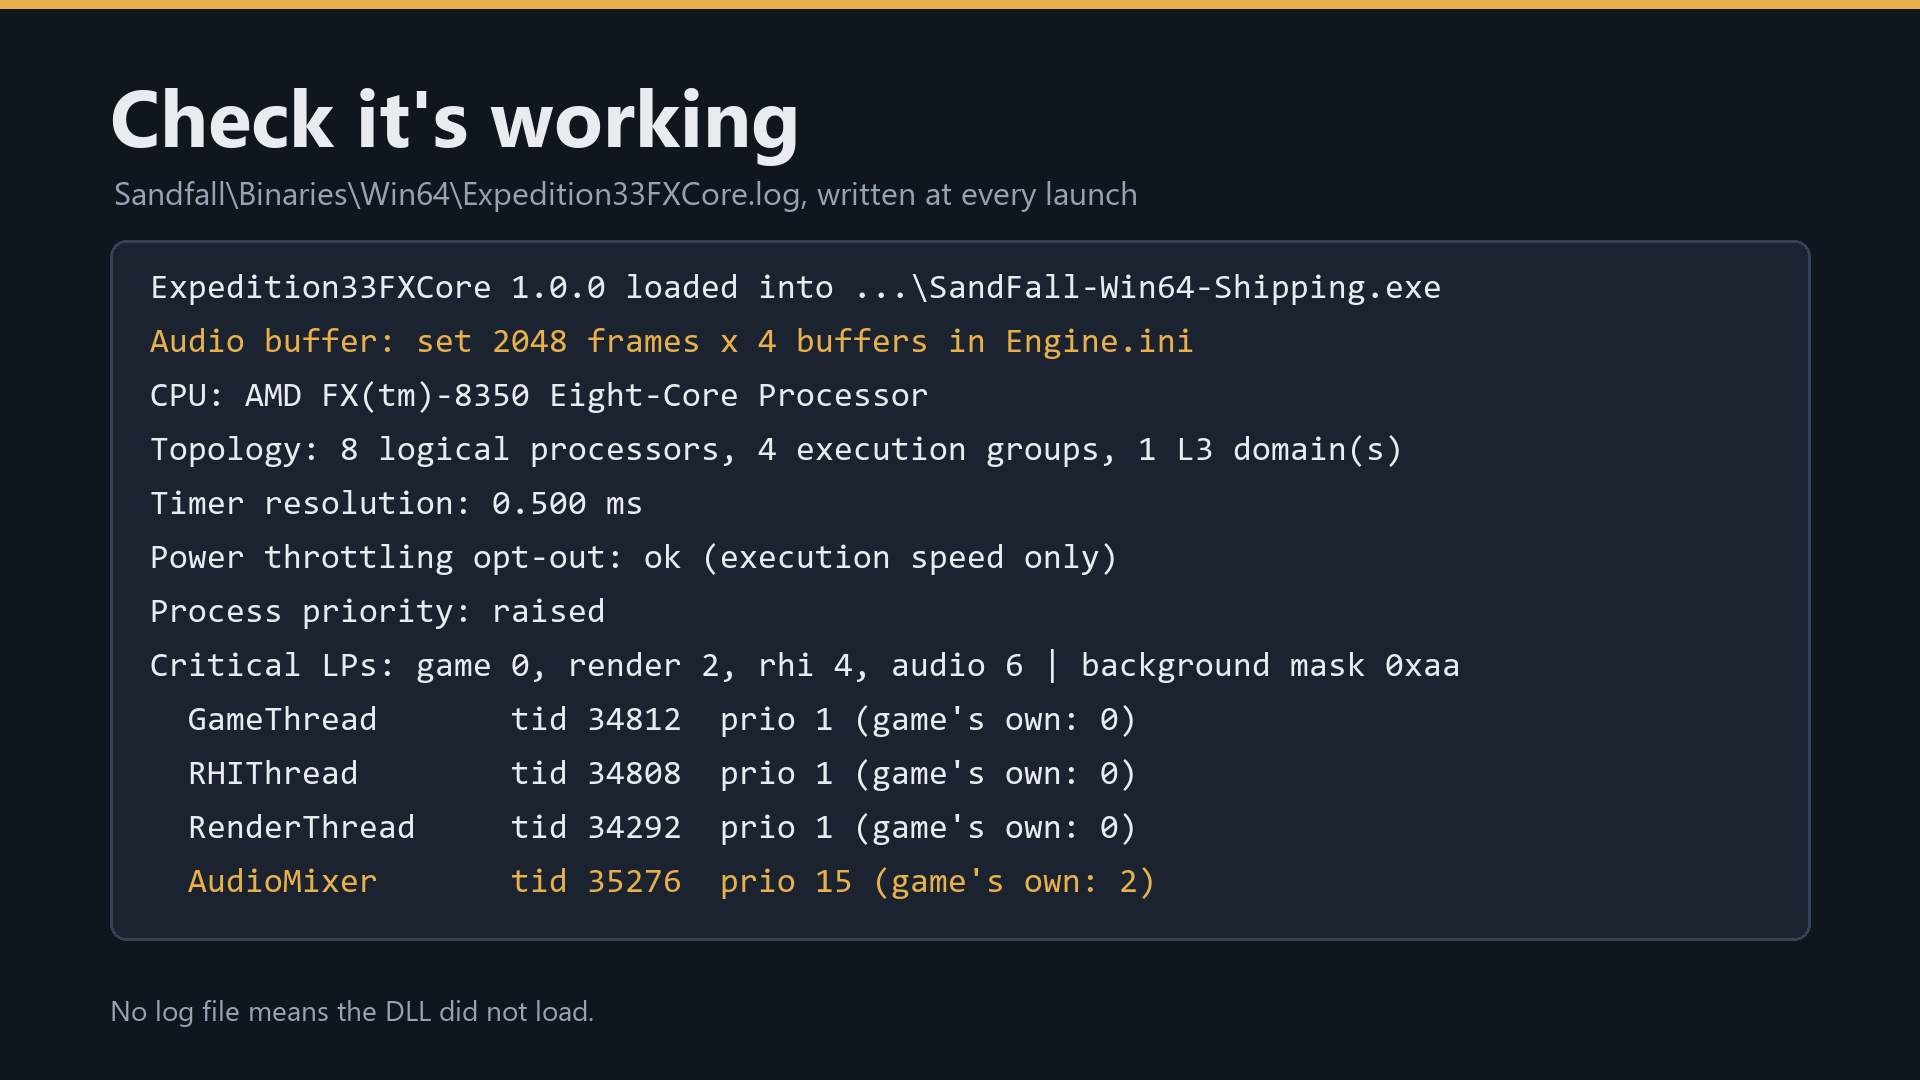 Check it's working
Sandfall\Binaries\Win64\Expedition33FXCore.log, written at every launch
Expedition33FXCore 1.0.0 loaded into ...\SandFall-Win64-Shipping.exe
Audio buffer: set 2048 frames x 4 buffers in Engine.ini
CPU: AMD FX(tm)-8350 Eight-Core Processor
Topology: 8 logical processors, 4 execution groups, 1 L3 domain(s)
Timer resolution: 0.500 ms
Power throttling opt-out: ok (execution speed only)
Process priority: raised
Critical LPs: game 0, render 2, rhi 4, audio 6 | background mask 0xaa
GameThread tid 34812 prio 1 (game's own: 0)
RHIThread tid 34808 prio 1 (game's own: 0)
RenderThread tid 34292 prio 1 (game's own: 0)
AudioMixer tid 35276 prio 15 (game's own: 2)
No log file means the DLL did not load.